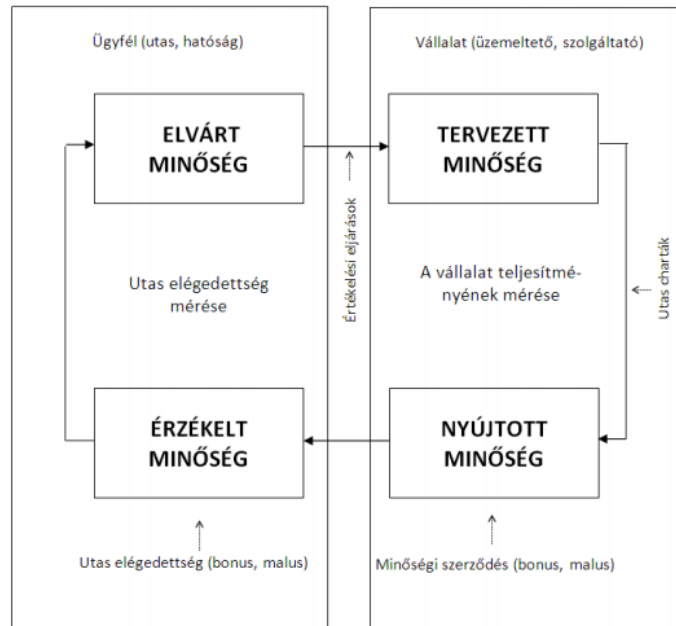 Ügyfél (utas, hatóság)
Vállalat (üzemeltető, szolgáltató)
ELVÁRT
MINŐSÉG
TERVEZETT
MINŐSÉG
Értékelési eljárások
Utas charták
Utas elégedettség
mérése
A vállalat teljesítmé-
nyének mérése
ÉRZÉKELT
MINŐSÉG
NYÚJTOTT
MINŐSÉG
Utas elégedettség (bonus, malus)
Minőségi szerződés (bonus, malus)